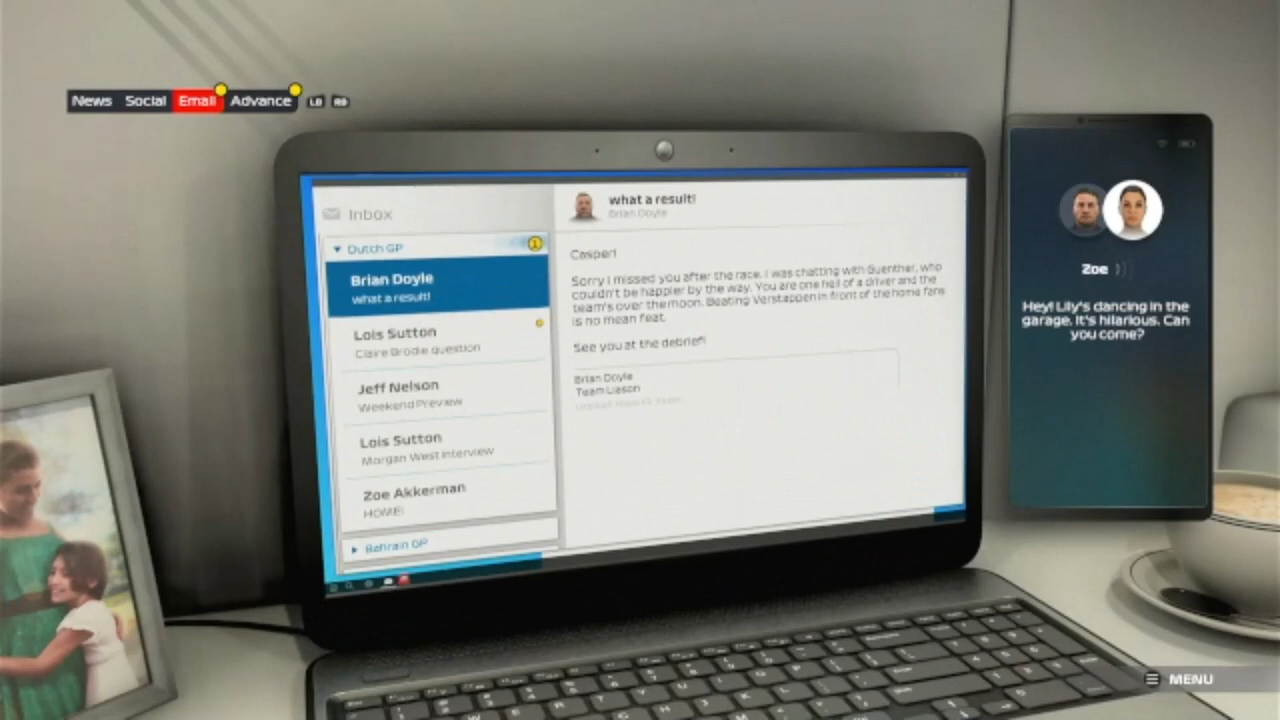 News Social Email Advance LB RB
Inbox
Dutch GP 1
Brian Doyle
what a result!
Lois Sutton
Claire Brodie question
Jeff Nelson
Weekend Preview
Lois Sutton
Morgan West Interview
Zoe Akkerman
HOME!
Bahrain GP
what a result!
Brian Doyle
Casper!
Sorry I missed you after the race. I was chatting with Guenther, who
couldn't be happier by the way. You are one hell of a driver and the
team's over the moon. Beating Verstappen in front of the home fans
is no mean feat.
See you at the debrief!
Brian Doyle
Team Liason
Zoe
Hey! Lily's dancing in the
garage. It's hilarious. Can
you come?
MENU